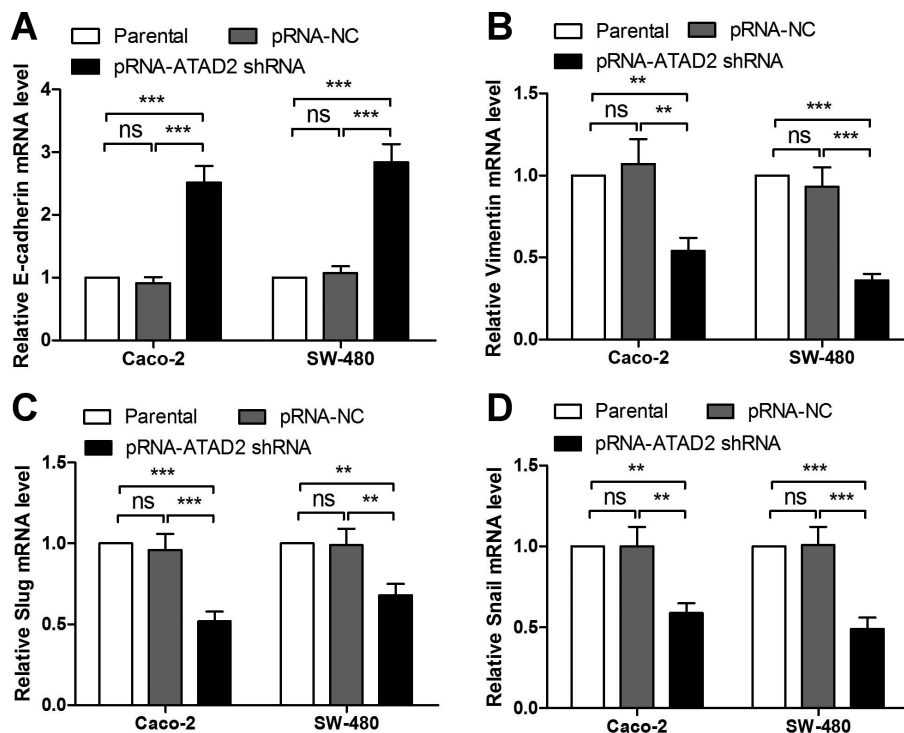 A
Parental
pRNA-NC
pRNA-ATAD2 shRNA
Relative E-cadherin mRNA level
4
3
2
1
0
***
ns
***
***
ns
***
Caco-2
SW-480
B
Parental
pRNA-NC
pRNA-ATAD2 shRNA
Relative Vimentin mRNA level
1.5
1.0
0.5
0.0
**
ns
**
***
ns
***
Caco-2
SW-480
C
Parental
pRNA-NC
pRNA-ATAD2 shRNA
Relative Slug mRNA level
1.5
1.0
0.5
0.0
***
ns
***
**
ns
**
Caco-2
SW-480
D
Parental
pRNA-NC
pRNA-ATAD2 shRNA
Relative Snail mRNA level
1.5
1.0
0.5
0.0
**
ns
**
***
ns
***
Caco-2
SW-480